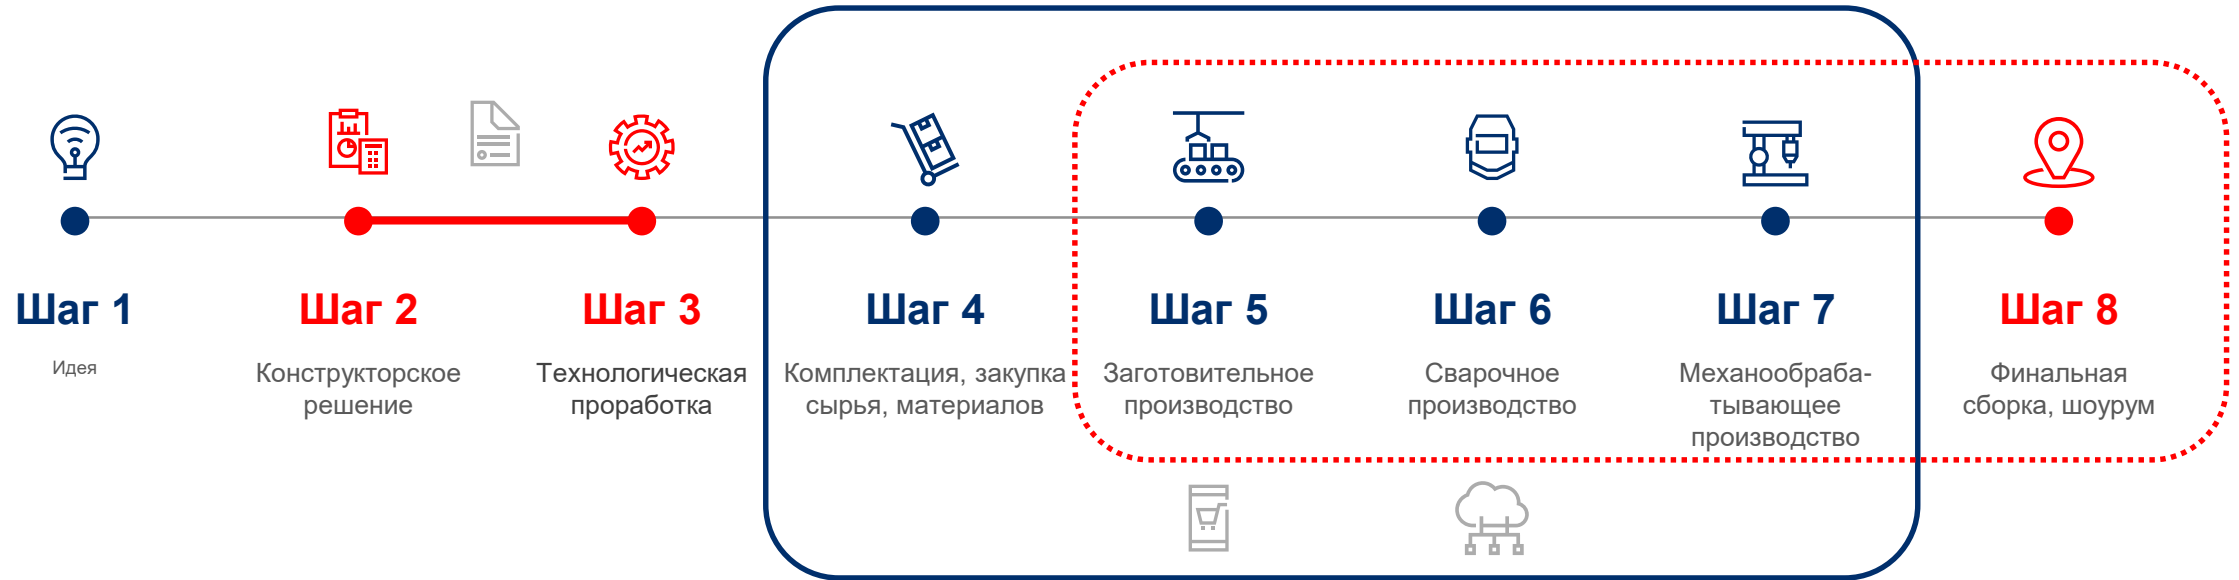 Шаг 1
Идея
Шаг 2
Конструкторское
решение
Шаг 3
Технологическая
проработка
Шаг 4
Комплектация, закупка
сырья, материалов
Шаг 5
Заготовительное
производство
Шаг 6
Сварочное
производство
Шаг 7
Механообраба-
тывающее
производство
Шаг 8
Финальная
сборка, шоурум